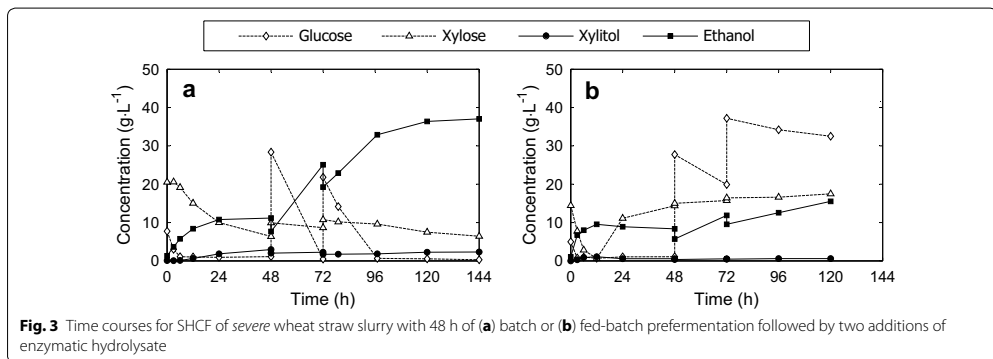 Glucose Xylose Xylitol Ethanol
a
b
Concentration (g·L⁻¹)
50
40
30
20
10
0
0 24 48 72 96 120 144
Time (h)
Concentration (g·L⁻¹)
50
40
30
20
10
0
0 24 48 72 96 120 144
Time (h)
Fig. 3 Time courses for SHCF of severe wheat straw slurry with 48 h of (a) batch or (b) fed-batch prefermentation followed by two additions of
enzymatic hydrolysate